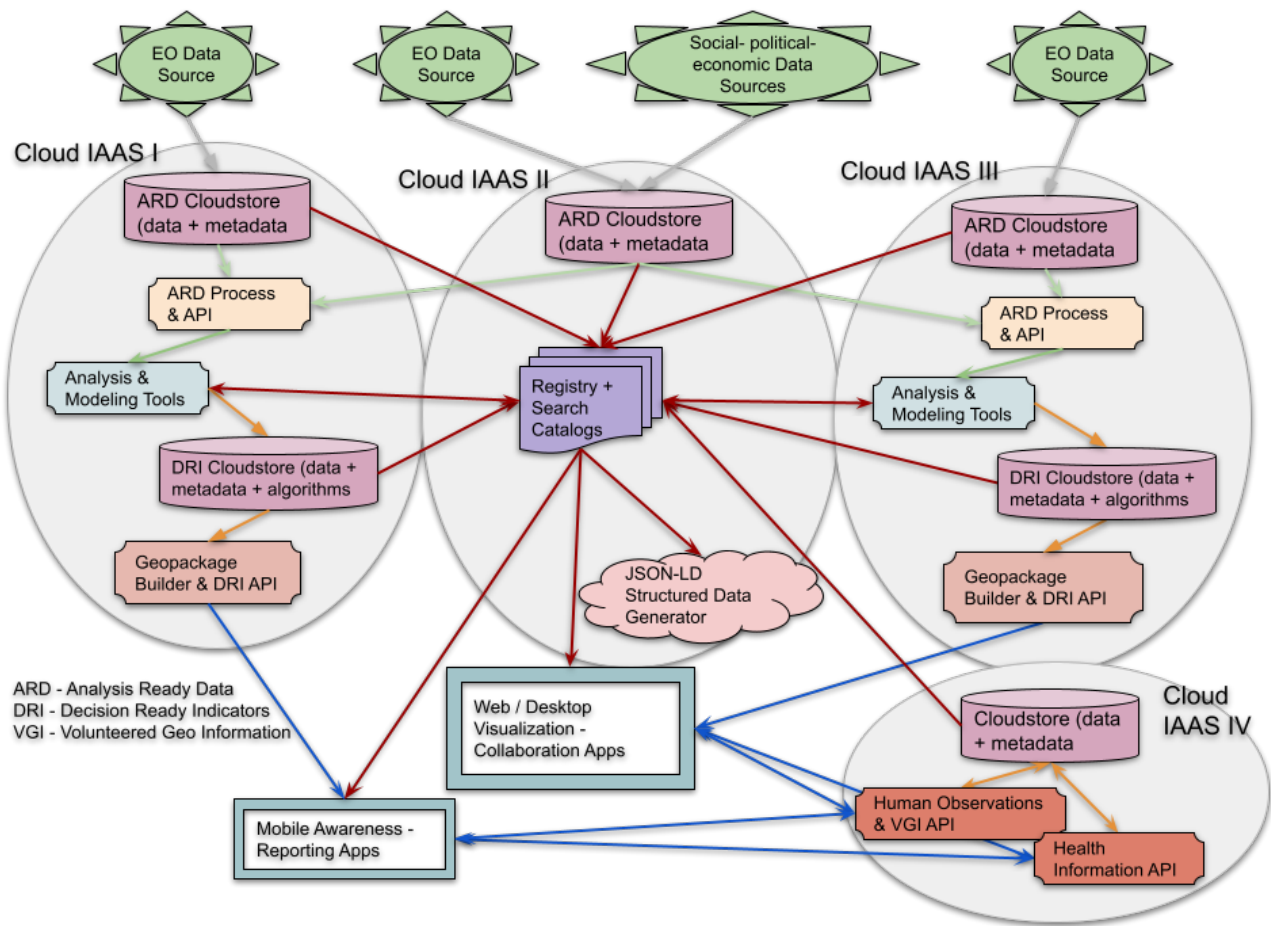 EO Data
Source
EO Data
Source
Social- political-
economic Data
Sources
EO Data
Source
Cloud IAAS I
Cloud IAAS II
Cloud IAAS III
ARD Cloudstore
(data + metadata
ARD Cloudstore
(data + metadata
ARD Cloudstore
(data + metadata
ARD Process
& API
ARD Process
& API
Analysis &
Modeling Tools
Registry +
Search
Catalogs
Analysis &
Modeling Tools
DRI Cloudstore (data +
metadata + algorithms
DRI Cloudstore (data +
metadata + algorithms
Geopackage
Builder & DRI API
JSON-LD
Structured Data
Generator
Geopackage
Builder & DRI API
ARD - Analysis Ready Data
DRI - Decision Ready Indicators
VGI - Volunteered Geo Information
Web / Desktop
Visualization -
Collaboration Apps
Cloud
IAAS IV
Cloudstore (data
+ metadata
Mobile Awareness -
Reporting Apps
Human Observations
& VGI API
Health
Information API